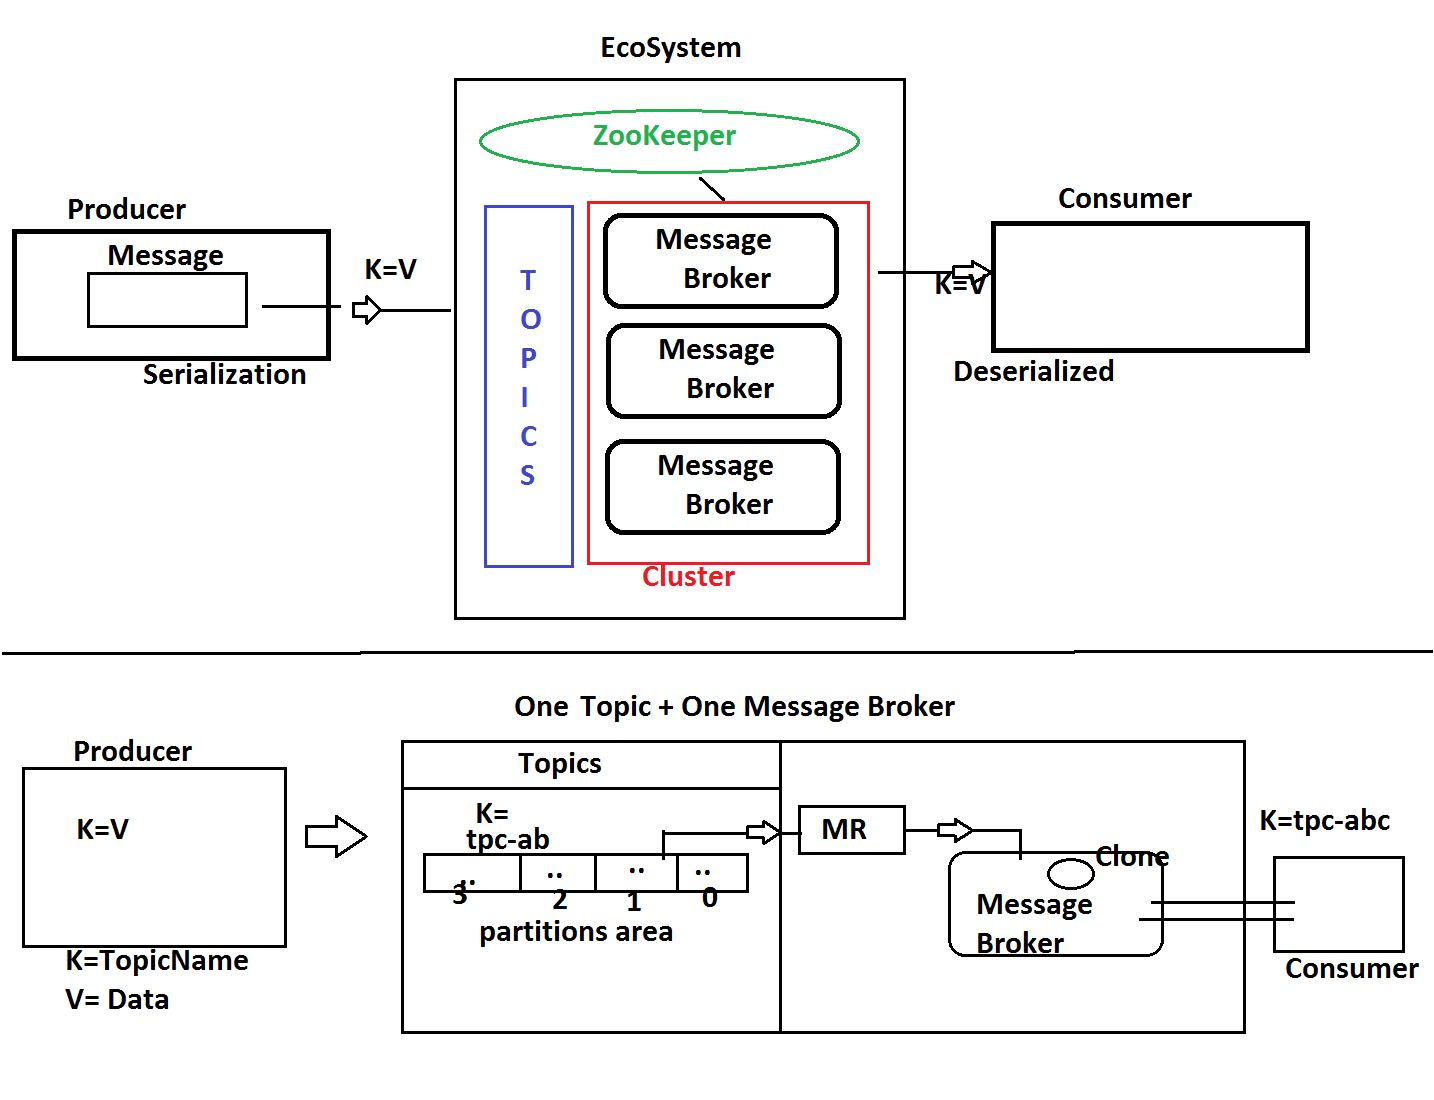 EcoSystem
ZooKeeper
Producer
Message
Serialization
K=V
T
O
P
I
C
S
Message
Broker
Message
Broker
Message
Broker
Cluster
K=V
Consumer
Deserialized
One Topic + One Message Broker
Producer
K=V
K=TopicName
V= Data
Topics
K=
tpc-ab
.. .. .. ..
3 2 1 0
partitions area
MR
Clone
Message
Broker
K=tpc-abc
Consumer